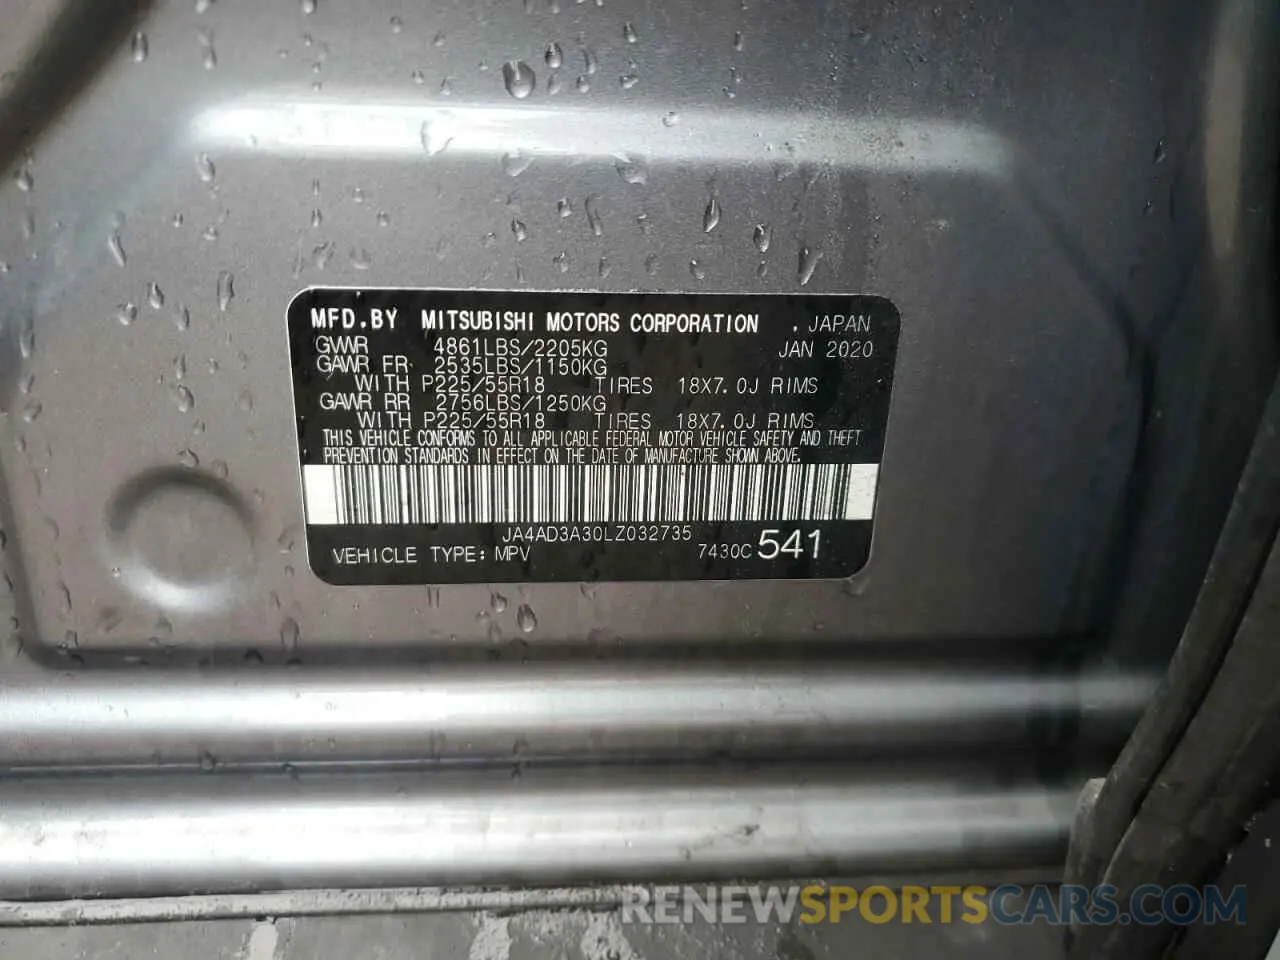 MFD.BY MITSUBISHI MOTORS CORPORATION . JAPAN
GVWR 4861LBS/2205KG JAN 2020
GAWR FR 2535LBS/1150KG
WITH P225/55R18 TIRES 18X7.0J RIMS
GAWR RR 2756LBS/1250KG
WITH P225/55R18 TIRES 18X7.0J RIMS
THIS VEHICLE CONFORMS TO ALL APPLICABLE FEDERAL MOTOR VEHICLE SAFETY AND THEFT
PREVENTION STANDARDS IN EFFECT ON THE DATE OF MANUFACTURE SHOWN ABOVE.
JA4AD3A30LZ032735
VEHICLE TYPE: MPV 7430C 541
RENEWSPORTSCARS.COM